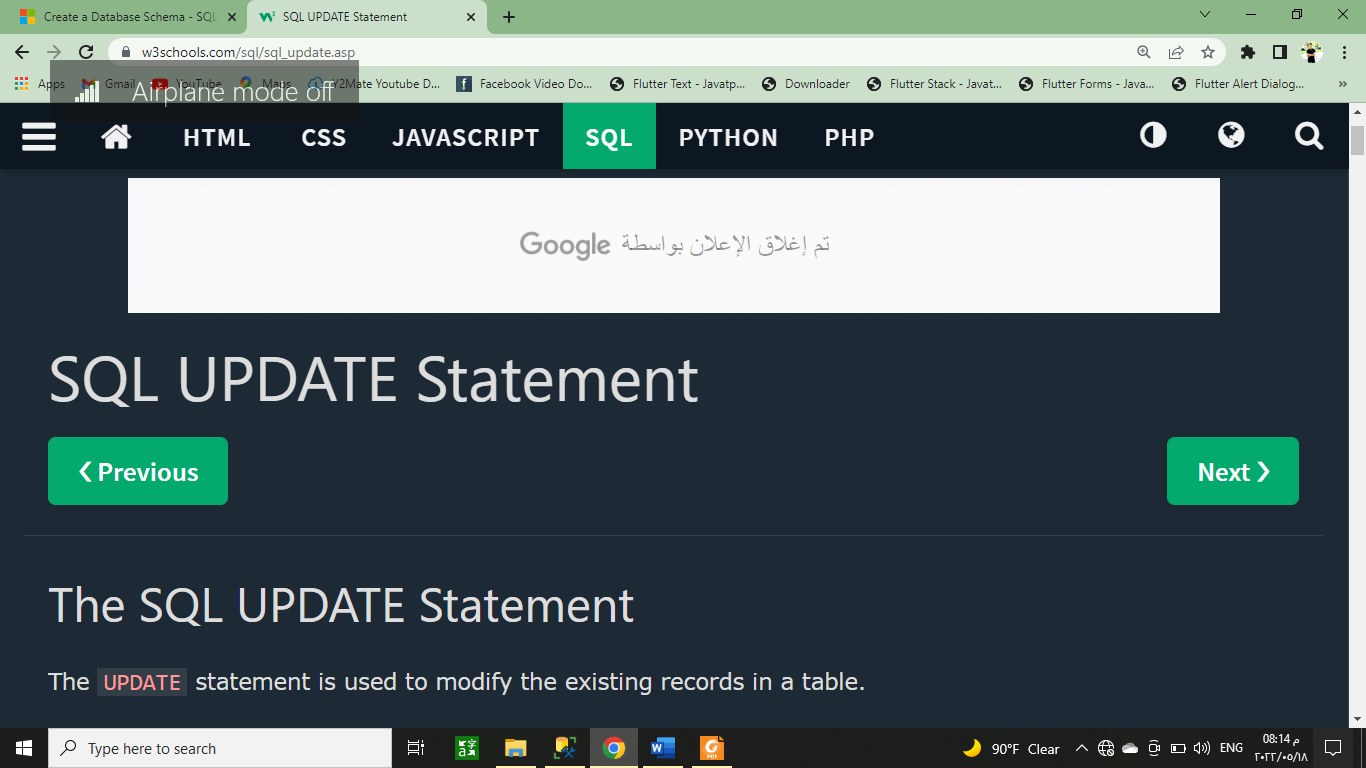 Create a Database Schema - SQL
SQL UPDATE Statement
w3schools.com/sql/sql_update.asp
Apps
Gmail
YouTube
Maps
Y2Mate Youtube D...
Facebook Video Do...
Flutter Text - Javatp...
Downloader
Flutter Stack - Javat...
Flutter Forms - Java...
Flutter Alert Dialog...
Airplane mode off
HTML
CSS
JAVASCRIPT
SQL
PYTHON
PHP
تم إغلاق الإعلان بواسطة Google
SQL UPDATE Statement
❮ Previous
Next ❯
The SQL UPDATE Statement
The UPDATE statement is used to modify the existing records in a table.
Type here to search
90°F Clear
ENG
08:14 م
٢٠٢٢/٠٥/١٨